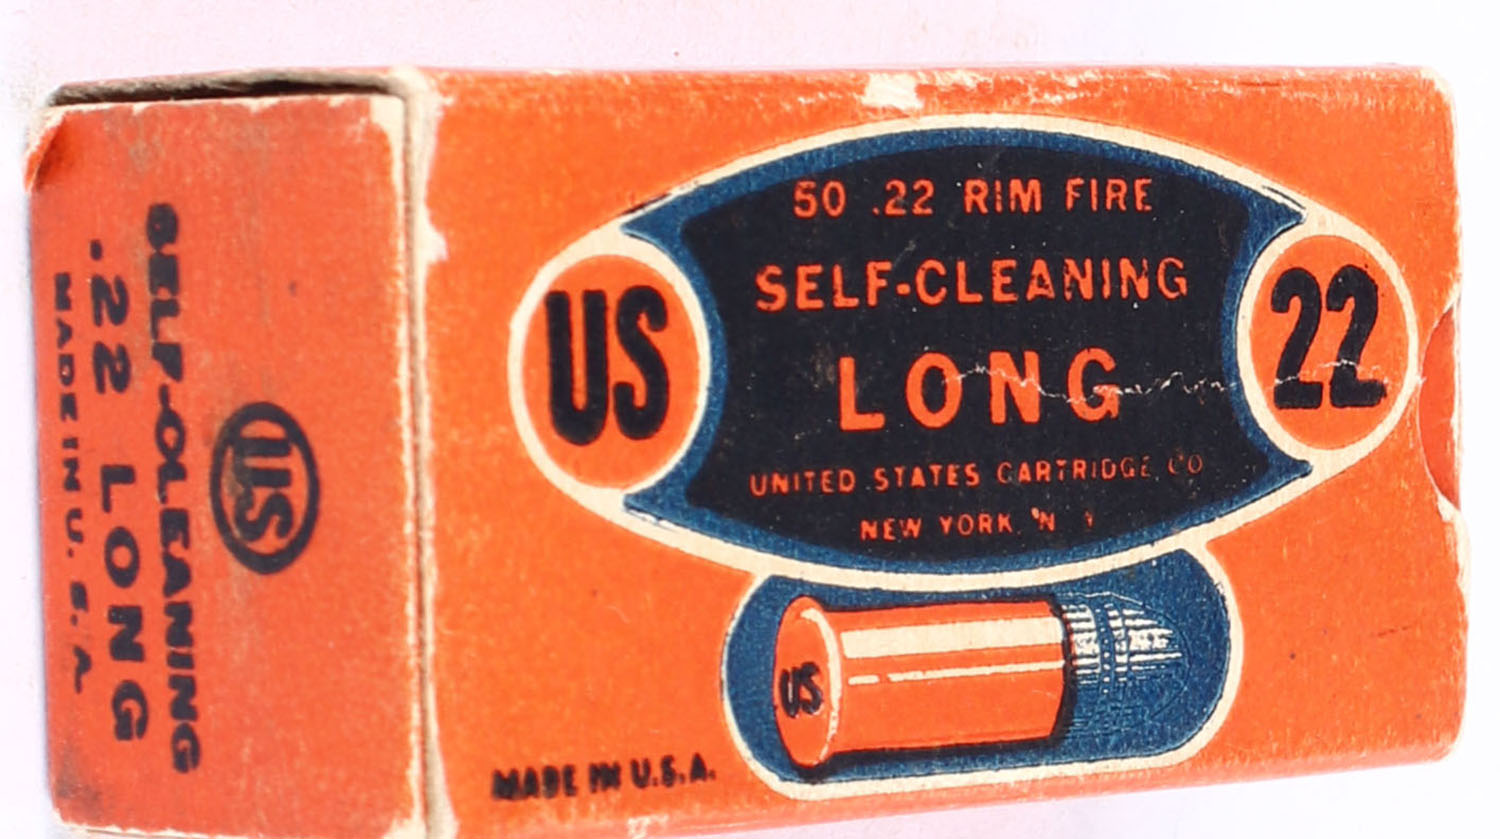 50 .22 RIM FIRE
SELF-CLEANING
LONG
UNITED STATES CARTRIDGE CO
NEW YORK N Y
US
22
US
MADE IN U.S.A.
US
SELF-CLEANING
.22 LONG
MADE IN U.S.A.